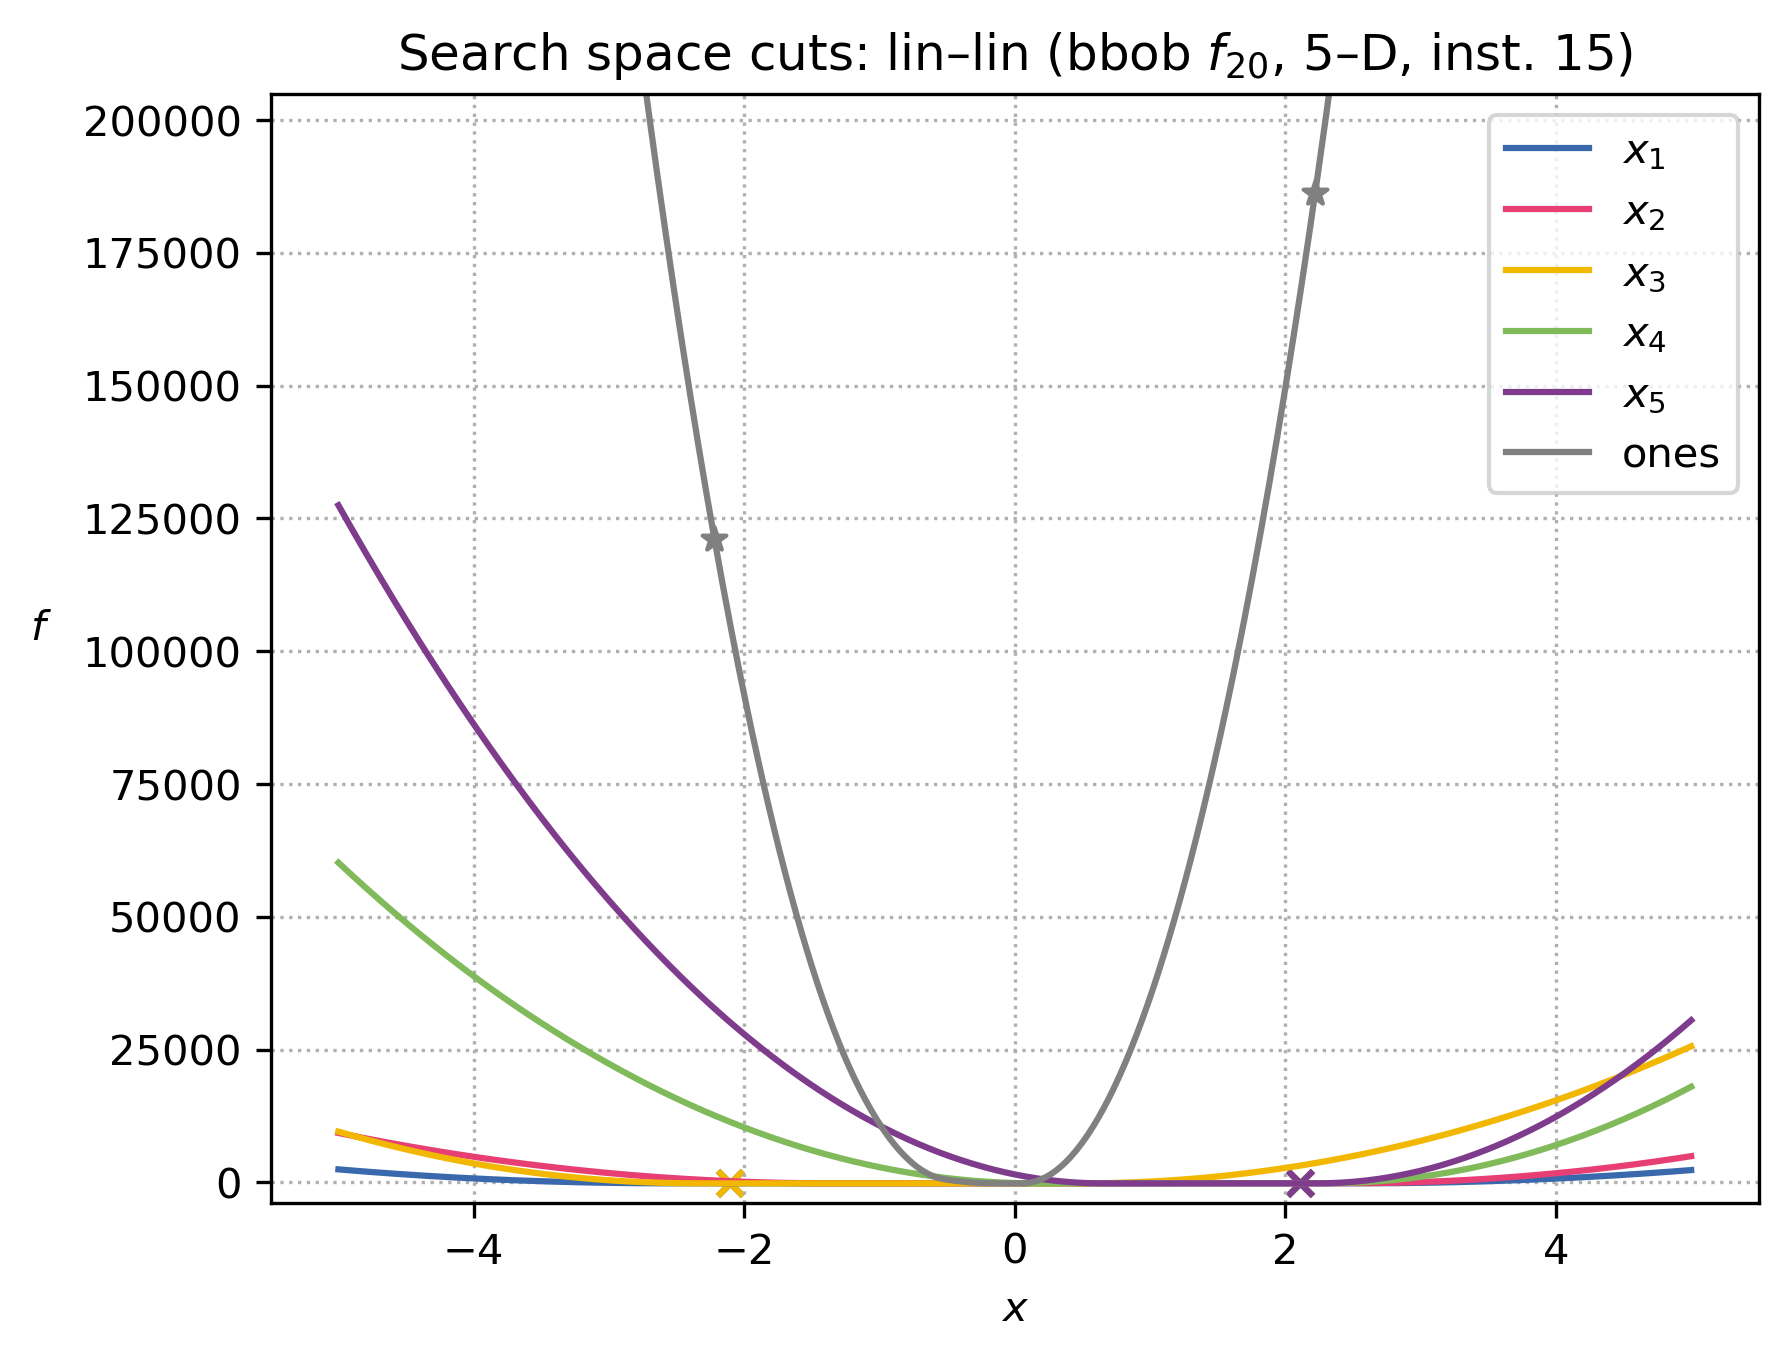 Search space cuts: lin–lin (bbob f₂₀, 5–D, inst. 15)
200000
175000
150000
125000
100000
75000
50000
25000
0
f
−4
−2
0
2
4
x
x₁
x₂
x₃
x₄
x₅
ones